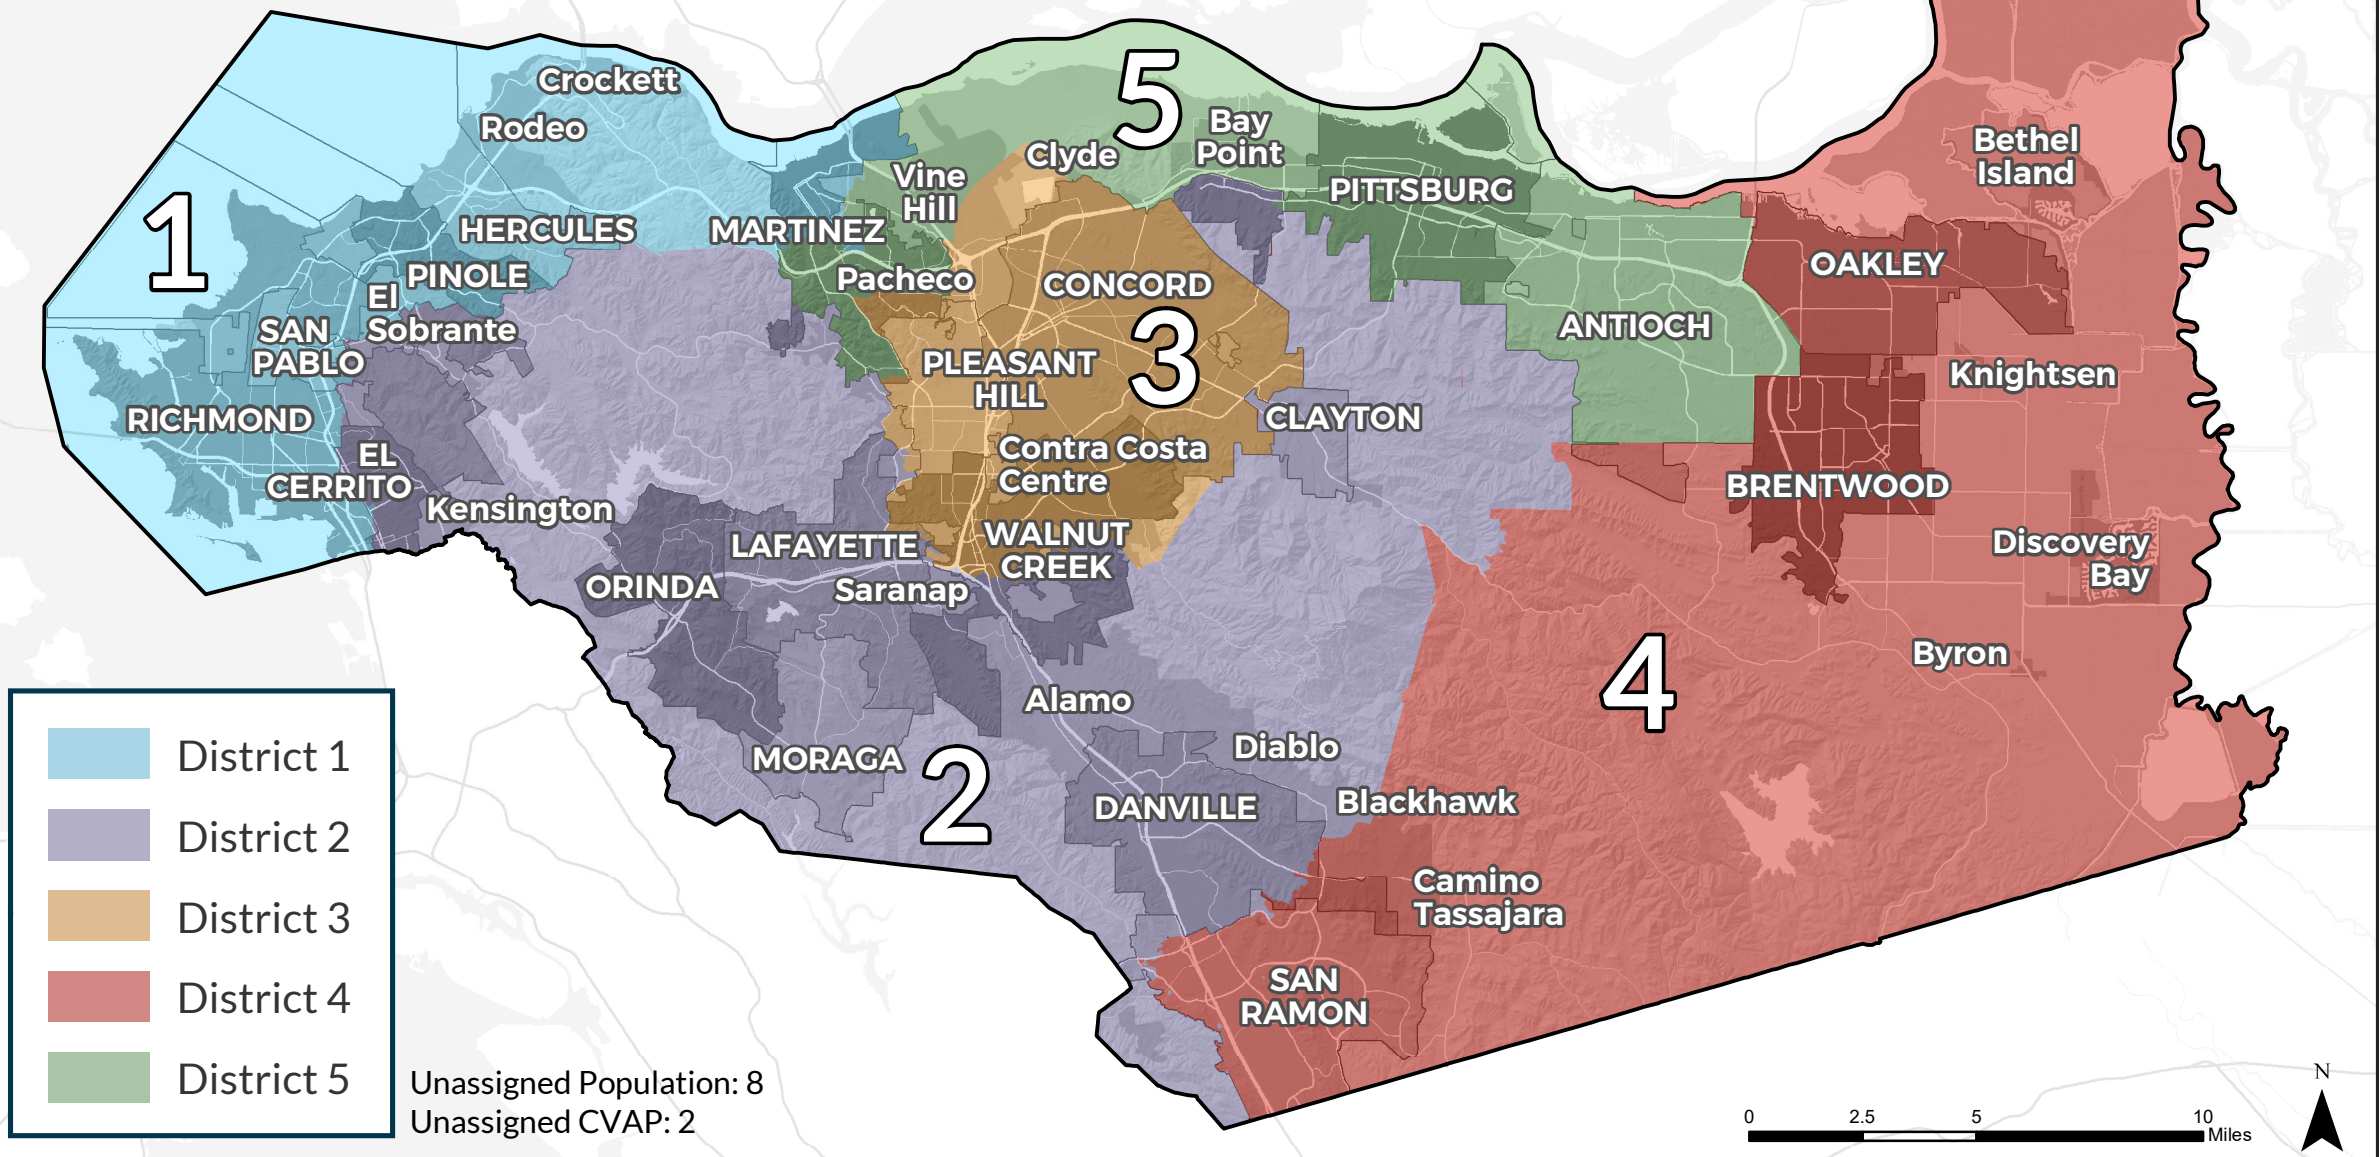 Crockett
Rodeo
5
Bay
Point
Clyde
Vine
Hill
PITTSBURG
Bethel
Island
1
HERCULES
MARTINEZ
PINOLE
Pacheco
CONCORD
OAKLEY
El
Sobrante
SAN
PABLO
3
ANTIOCH
PLEASANT
HILL
Knightsen
RICHMOND
CLAYTON
EL
CERRITO
Contra Costa
Centre
BRENTWOOD
Kensington
LAFAYETTE
WALNUT
CREEK
Discovery
Bay
ORINDA
Saranap
4
Byron
Alamo
MORAGA
2
Diablo
DANVILLE
Blackhawk
Camino
Tassajara
SAN
RAMON
District 1
District 2
District 3
District 4
District 5
Unassigned Population: 8
Unassigned CVAP: 2
N
0 2.5 5 10
Miles